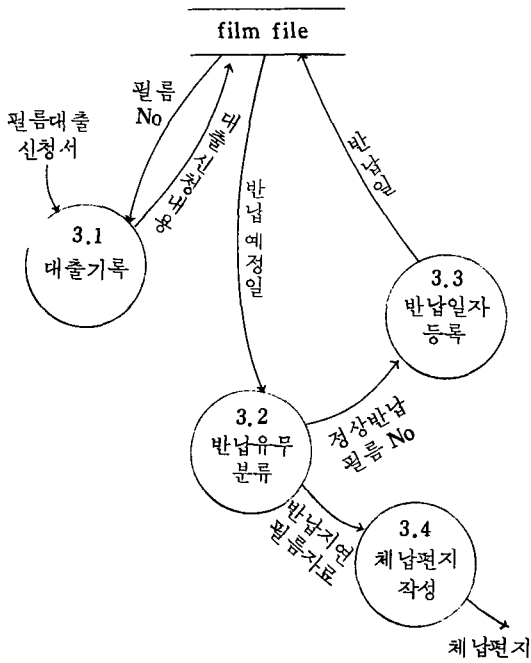 film file
필름
No
필름대출
신청서
대출신청내용
반납예정일
반납일
3.1
대출기록
3.3
반납일자
등록
3.2
반납유무
분류
정상반납
필름 No
반납지연
필름자료
3.4
체납편지
작성
체납편지